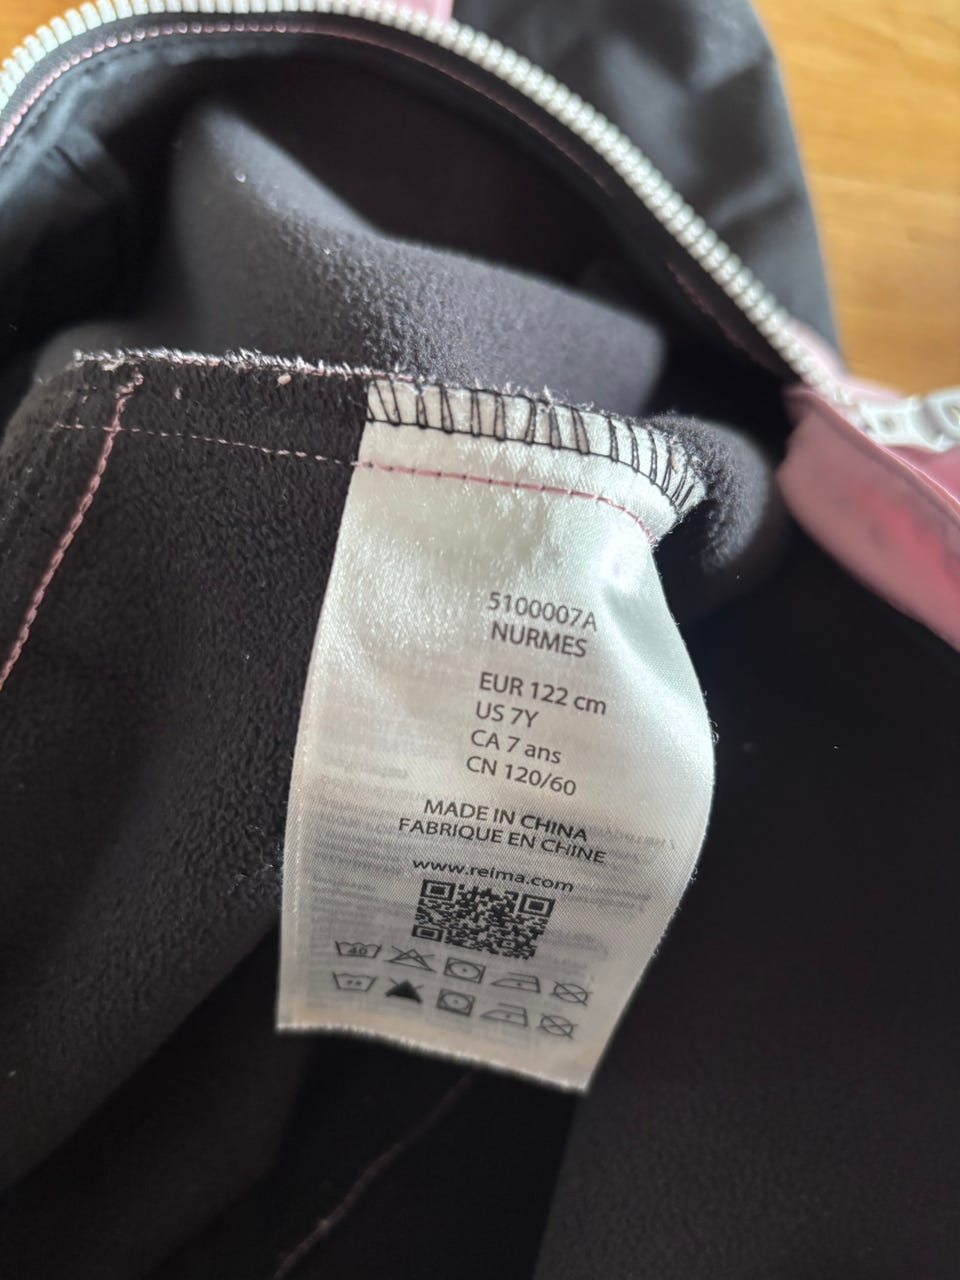 5100007A
NURMES
EUR 122 cm
US 7Y
CA 7 ans
CN 120/60
MADE IN CHINA
FABRIQUE EN CHINE
www.reima.com
40